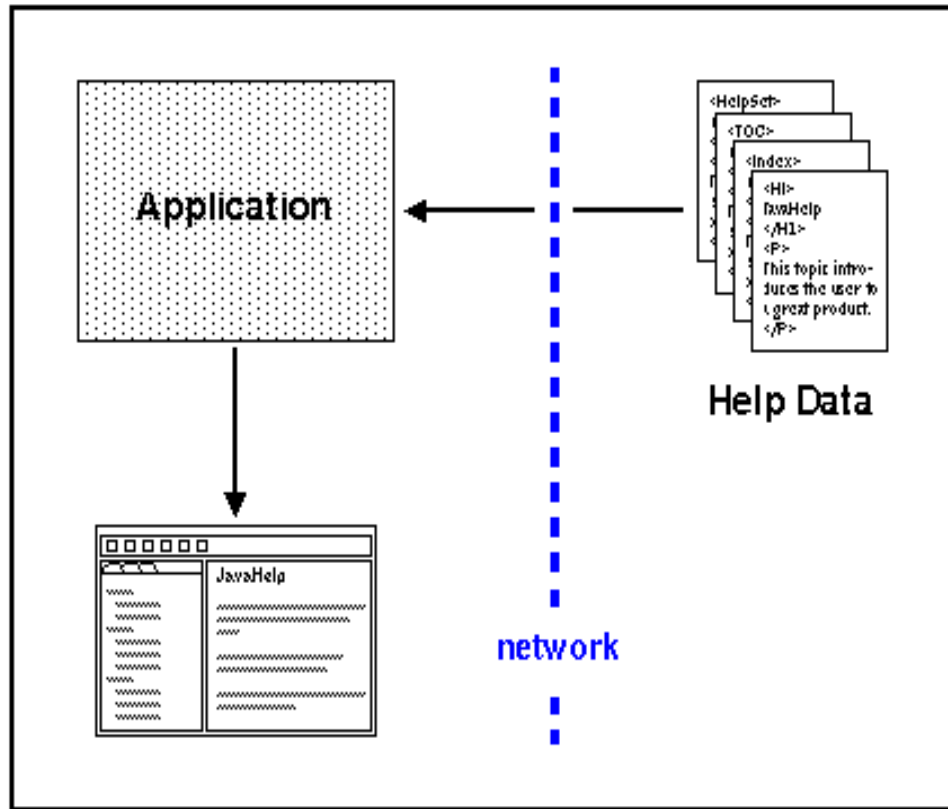 Application
<HelpSet>
<TOC>
<Index>
<H1>
JavaHelp
</H1>
<P>
This topic intro-
duces the user to
a great product.
</P>
Help Data
JavaHelp
network